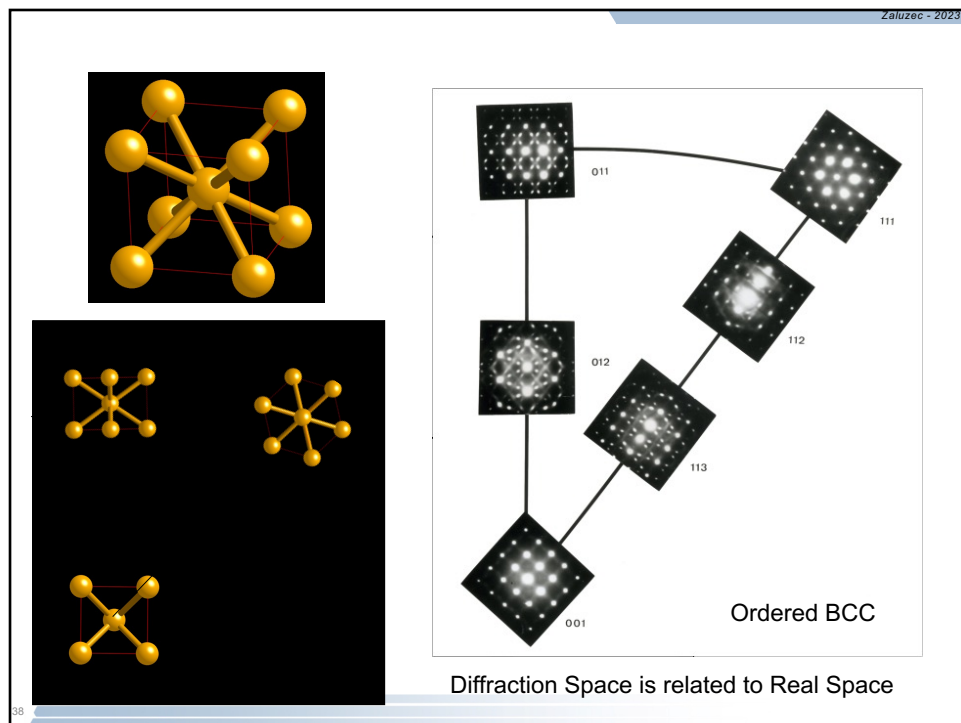 Zaluzec - 2023
011
111
112
012
113
001
Ordered BCC
Diffraction Space is related to Real Space
38